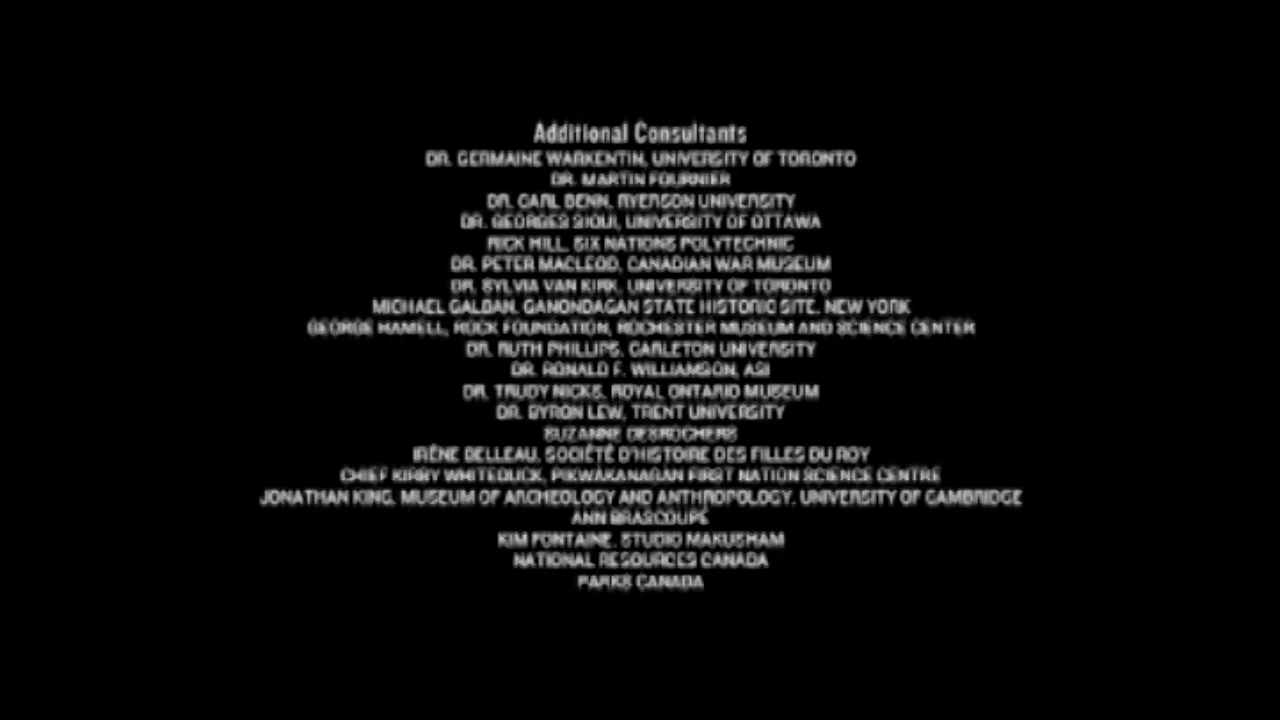 Additional Consultants
DR. GERMAINE WARKENTIN, UNIVERSITY OF TORONTO
DR. MARTIN FOURNIER
DR. CARL BENN, RYERSON UNIVERSITY
DR. GEORGES SIOUI, UNIVERSITY OF OTTAWA
RICK HILL, SIX NATIONS POLYTECHNIC
DR. PETER MACLEOD, CANADIAN WAR MUSEUM
DR. SYLVIA VAN KIRK, UNIVERSITY OF TORONTO
MICHAEL GALBAN, GANONDAGAN STATE HISTORIC SITE, NEW YORK
GEORGE HAMELL, ROCK FOUNDATION, ROCHESTER MUSEUM AND SCIENCE CENTER
DR. RUTH PHILLIPS, CARLETON UNIVERSITY
DR. RONALD F. WILLIAMSON, ASI
DR. TRUDY NICKS, ROYAL ONTARIO MUSEUM
DR. BYRON LEW, TRENT UNIVERSITY
SUZANNE DESROCHERS
IRÈNE BELLEAU, SOCIÉTÉ D'HISTOIRE DES FILLES DU ROY
CHIEF KIRBY WHITEDUCK, PIKWAKANAGAN FIRST NATION SCIENCE CENTRE
JONATHAN KING, MUSEUM OF ARCHEOLOGY AND ANTHROPOLOGY, UNIVERSITY OF CAMBRIDGE
ANN BRASCOUPÉ
KIM FONTAINE, STUDIO MAKUSHAM
NATIONAL RESOURCES CANADA
PARKS CANADA